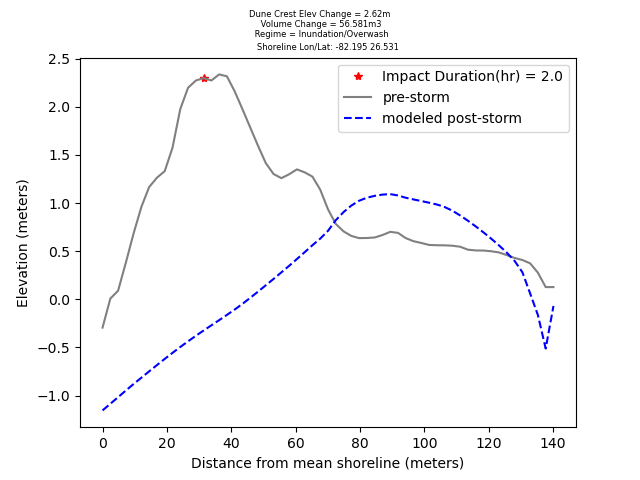 Dune Crest Elev Change = 2.62m
Volume Change = 56.581m3
Regime = Inundation/Overwash
Shoreline Lon/Lat: -82.195 26.531
Impact Duration(hr) = 2.0
pre-storm
modeled post-storm
2.5
2.0
1.5
1.0
0.5
0.0
−0.5
−1.0
Elevation (meters)
0 20 40 60 80 100 120 140
Distance from mean shoreline (meters)